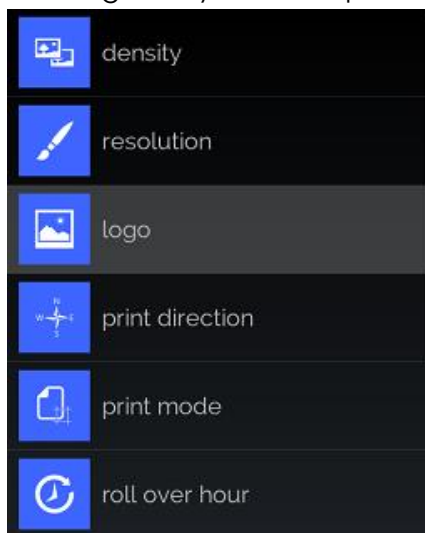 density
resolution
logo
N
W E
S
print direction
print mode
roll over hour